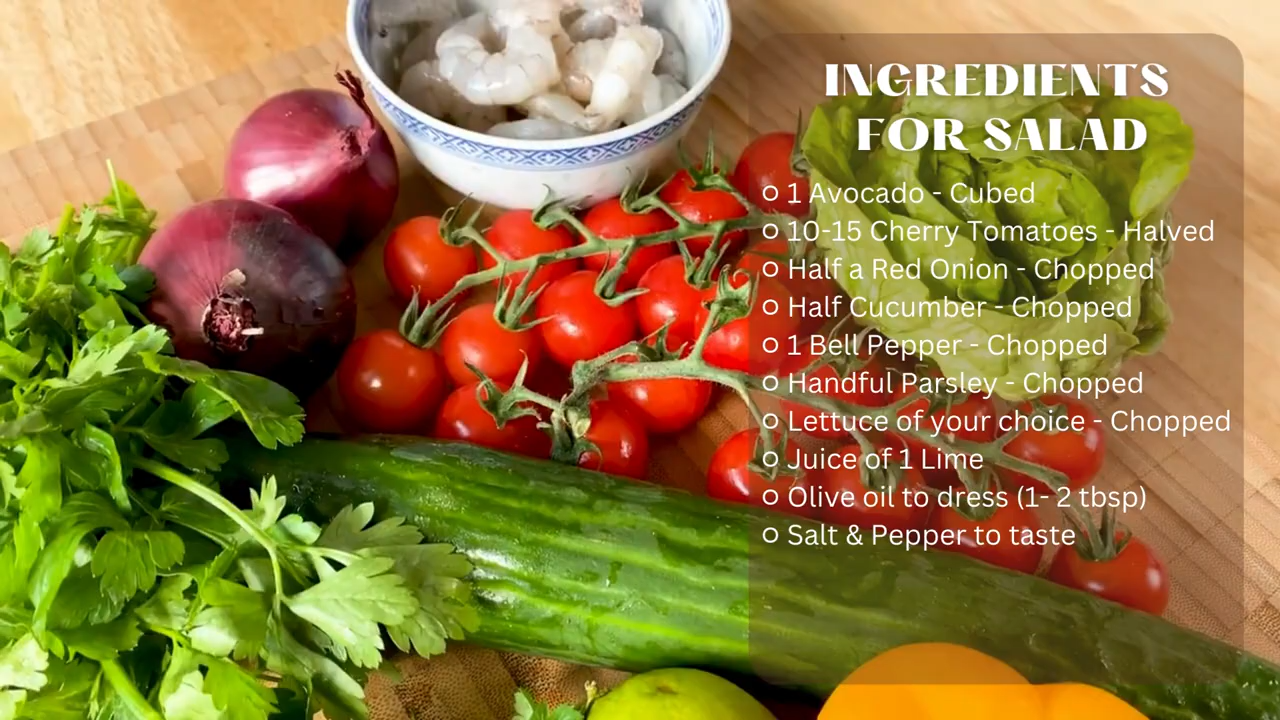 INGREDIENTS
FOR SALAD
1 Avocado - Cubed
10-15 Cherry Tomatoes - Halved
Half a Red Onion - Chopped
Half Cucumber - Chopped
1 Bell Pepper - Chopped
Handful Parsley - Chopped
Lettuce of your choice - Chopped
Juice of 1 Lime
Olive oil to dress (1- 2 tbsp)
Salt & Pepper to taste